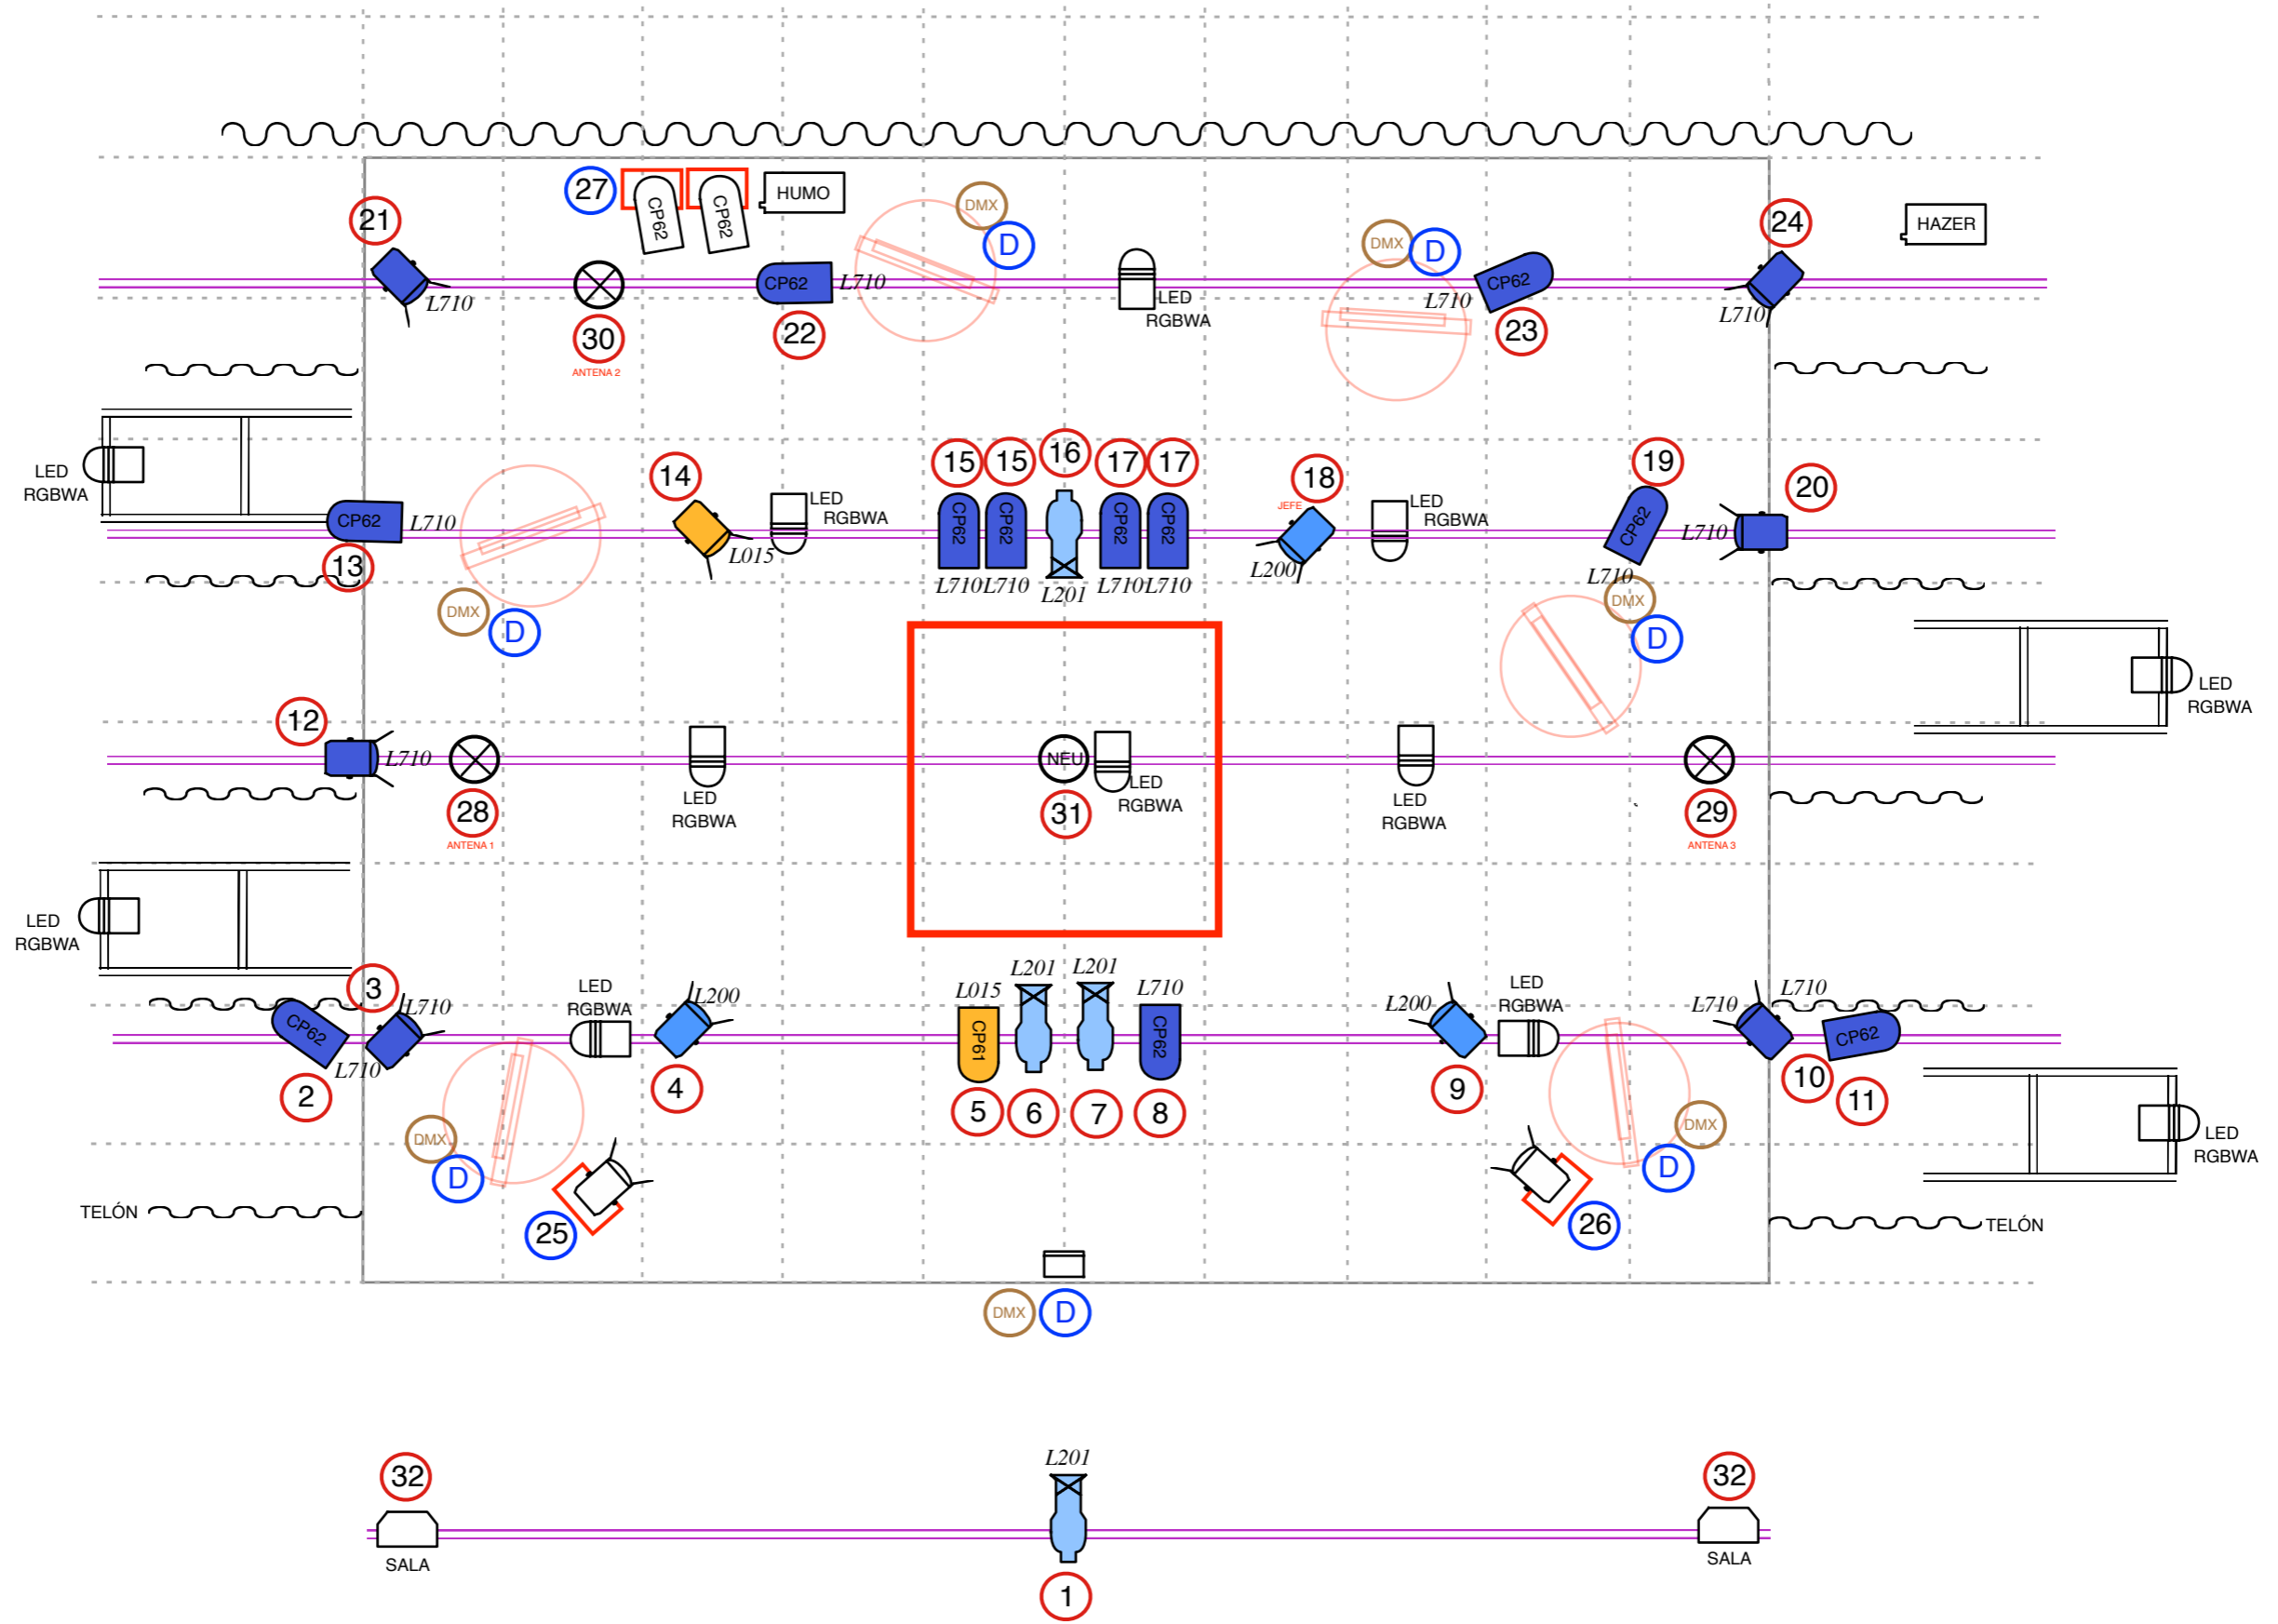 27
HUMO
DMX
D
21
24
HAZER
DMX
D
CP62
CP62
CP62
L710
L710
LED
RGBWA
CP62
L710
L710
30
22
23
ANTENA 2
16
15
15
17
17
19
14
18
20
LED
RGBWA
LED
RGBWA
JEFE
LED
RGBWA
CP62
L710
CP62
CP62
CP62
CP62
CP62
L710
L015
L200
13
L710
L710
L201
L710
L710
L710
DMX
D
DMX
D
LED
RGBWA
12
L710
NEU
LED
RGBWA
LED
RGBWA
LED
RGBWA
28
31
29
ANTENA 1
ANTENA 3
LED
RGBWA
3
L201
L201
L710
L015
L710
L200
LED
RGBWA
L200
LED
RGBWA
L710
L710
CP62
L710
CP61
CP62
CP62
2
4
5
6
7
8
9
10
11
DMX
D
DMX
D
LED
RGBWA
TELÓN
TELÓN
25
26
DMX
D
L201
32
32
SALA
SALA
1